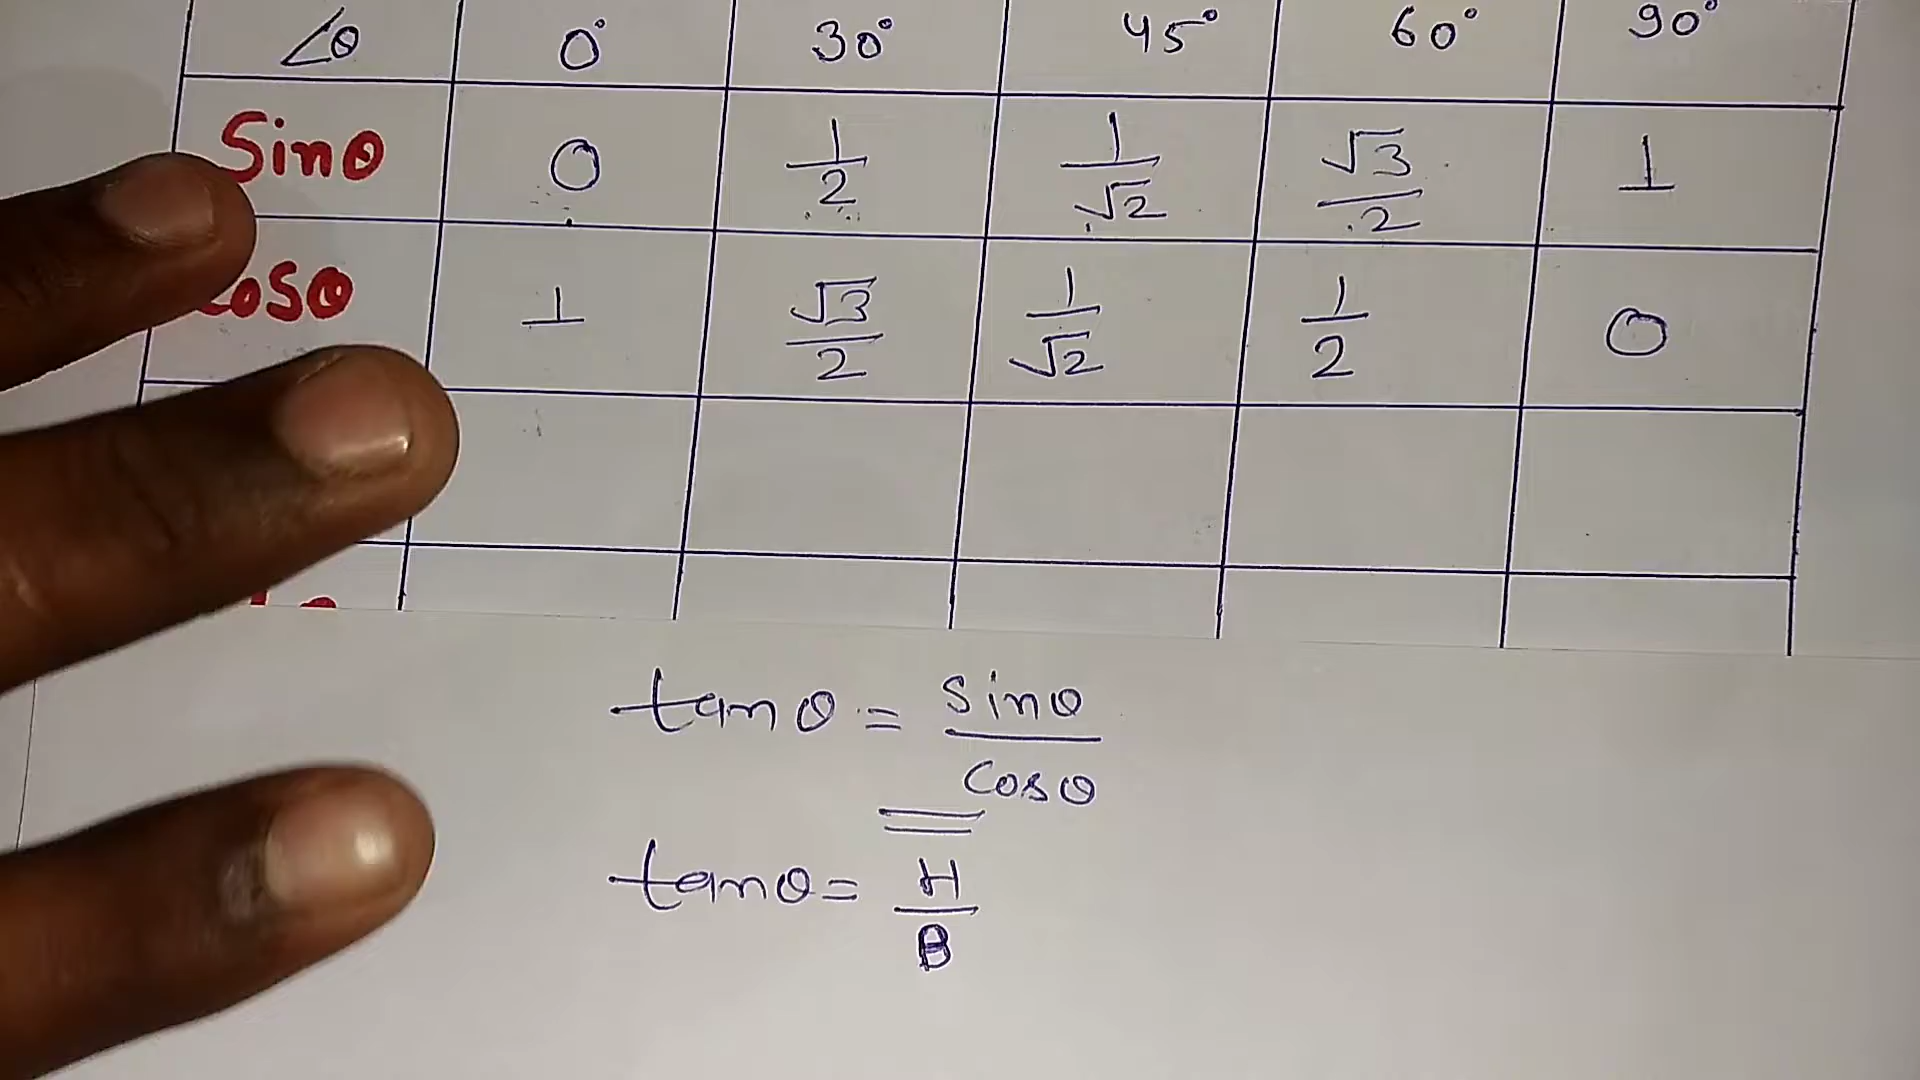 ∠θ 0° 30° 45° 60° 90°
Sinθ 0 1/2 1/√2 √3/2 1
cosθ 1 √3/2 1/√2 1/2 0
tanθ = sinθ/cosθ
tanθ = H/B